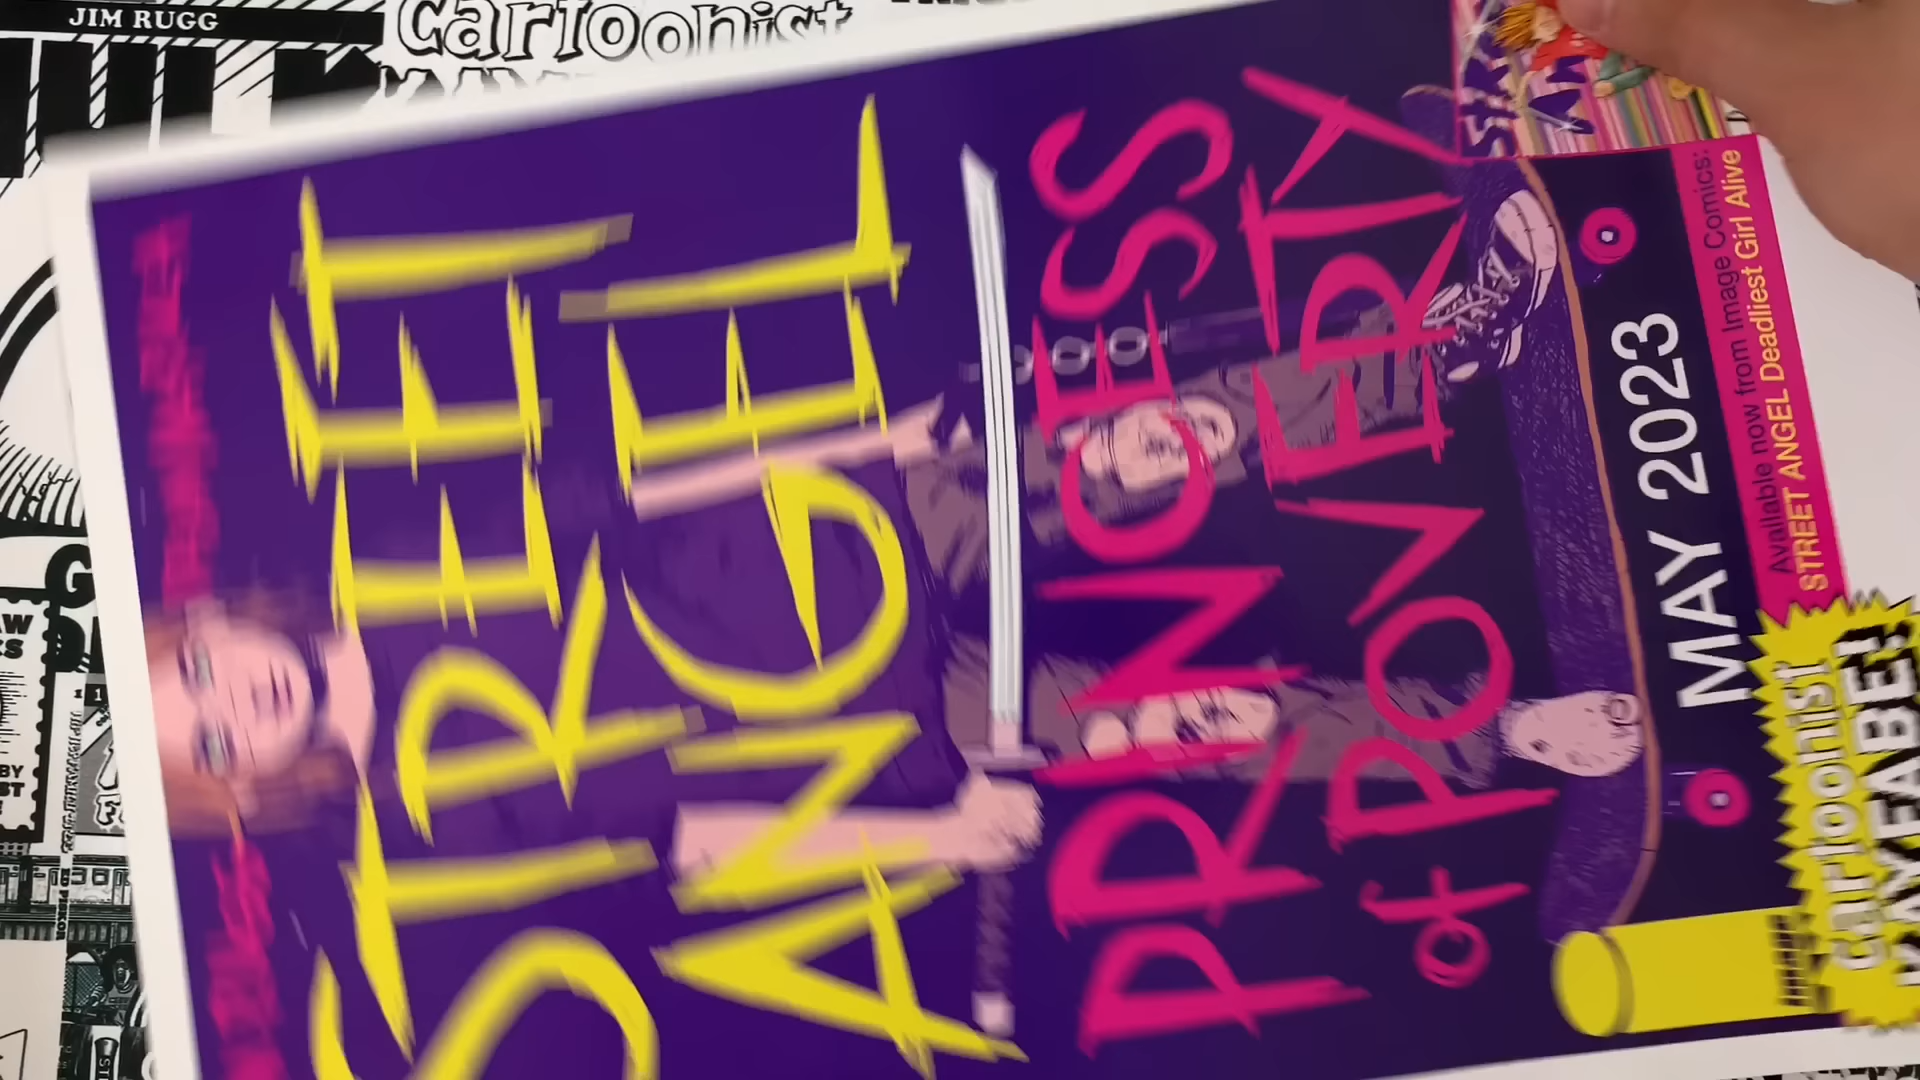 JIM RUGG
Cartoonist
STREET
ANGEL
PRINCESS
of POVERTY
MAY 2023
Available now from Image Comics:
STREET ANGEL Deadliest Girl Alive
Cartoonist
KAYFABE!